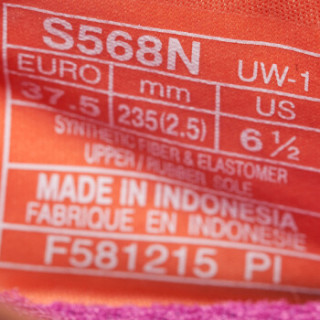 S568N UW-1
EURO mm US
37.5 235(2.5) 6 ½
SYNTHETIC FIBER & ELASTOMER
UPPER/ RUBBER SOLE
MADE IN INDONESIA
FABRIQUE EN INDONESIE
F581215 PI